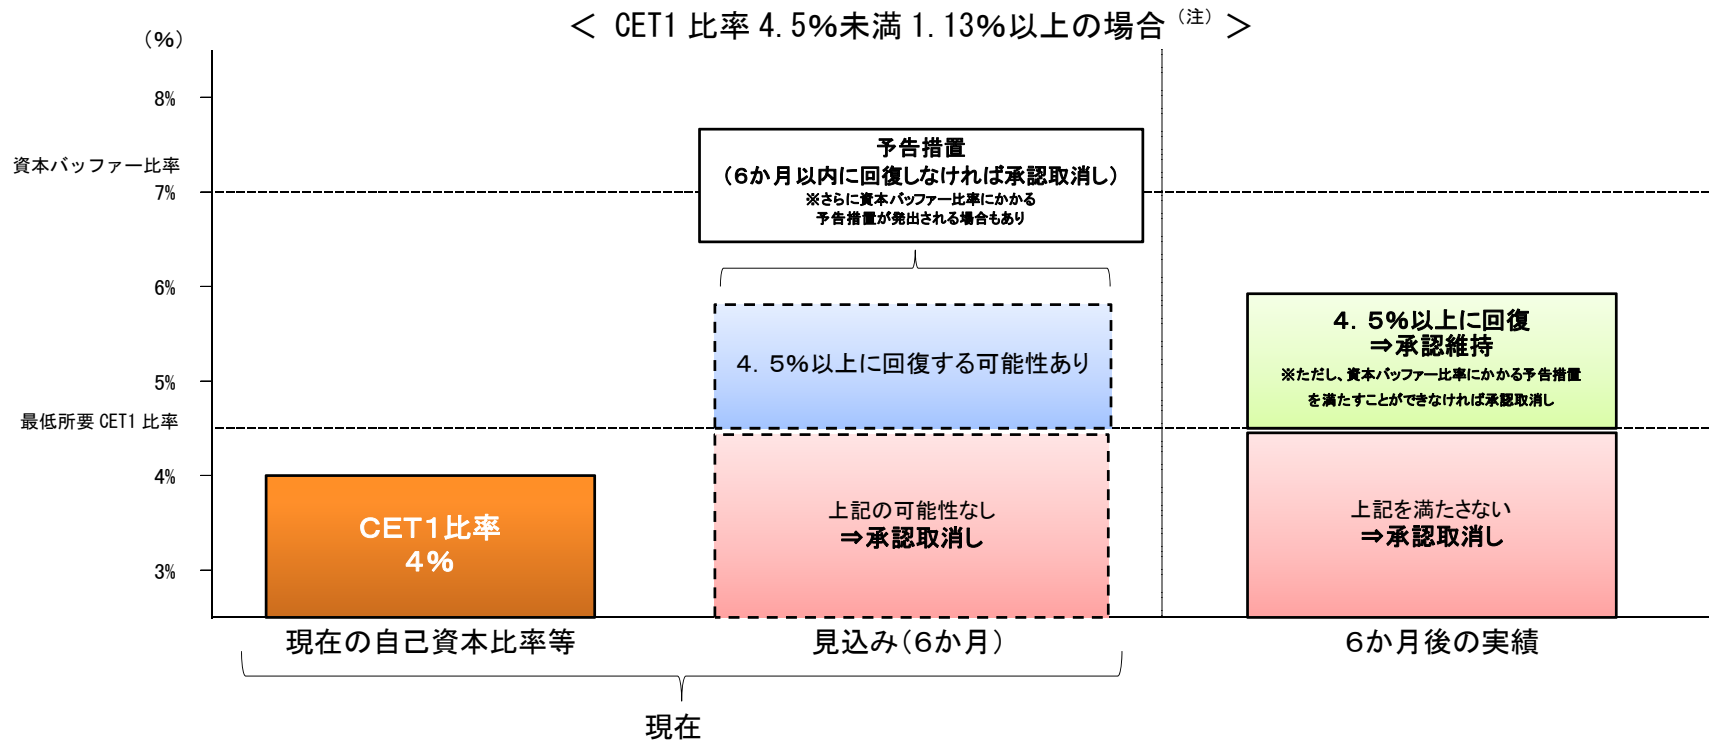 ＜ CET1 比率 4.5%未満 1.13%以上の場合（注）＞
（％）
8%
資本バッファー比率
7%
6%
5%
最低所要 CET1 比率
4%
3%
予告措置
（６か月以内に回復しなければ承認取消し）
※さらに資本バッファー比率にかかる
予告措置が発出される場合もあり
４．５％以上に回復する可能性あり
４．５％以上に回復
⇒承認維持
※ただし、資本バッファー比率にかかる予告措置
を満たすことができなければ承認取消し
ＣＥＴ１比率
４％
上記の可能性なし
⇒承認取消し
上記を満たさない
⇒承認取消し
現在の自己資本比率等
見込み（６か月）
６か月後の実績
現在